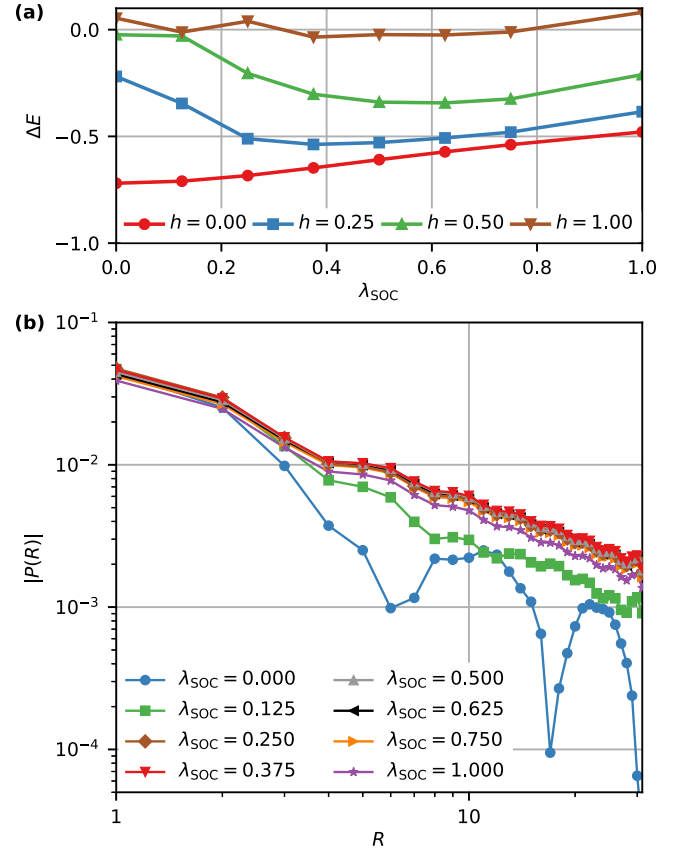 (a)
0.0
−0.5
−1.0
ΔE
h = 0.00 h = 0.25 h = 0.50 h = 1.00
0.0 0.2 0.4 0.6 0.8 1.0
λSOC
(b)
10⁻¹
10⁻²
10⁻³
10⁻⁴
|P(R)|
λSOC = 0.000 λSOC = 0.500
λSOC = 0.125 λSOC = 0.625
λSOC = 0.250 λSOC = 0.750
λSOC = 0.375 λSOC = 1.000
1 10
R